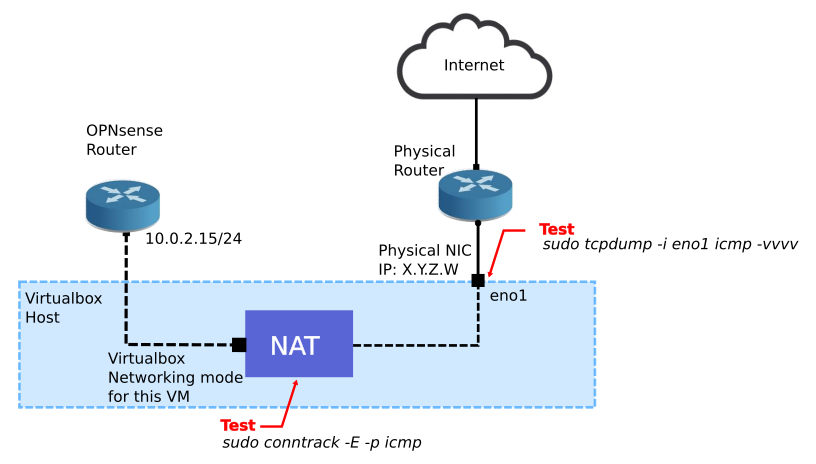 Internet
OPNsense
Router
Physical
Router
10.0.2.15/24
Test
sudo tcpdump -i eno1 icmp -vvvv
Physical NIC
IP: X.Y.Z.W
eno1
Virtualbox
Host
NAT
Virtualbox
Networking mode
for this VM
Test
sudo conntrack -E -p icmp